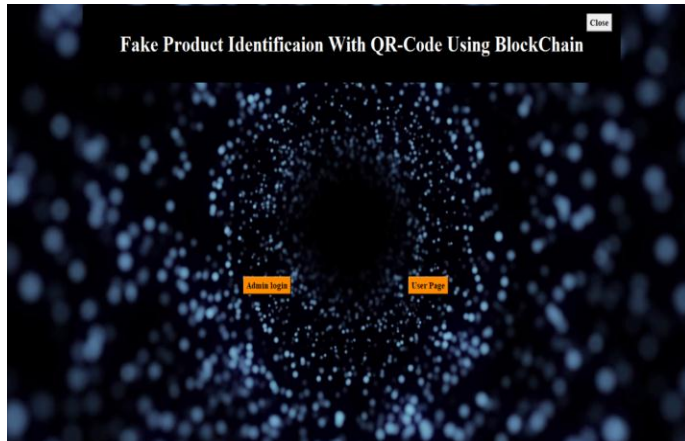 Close
Fake Product Identificaion With QR-Code Using BlockChain
Admin login
User Page